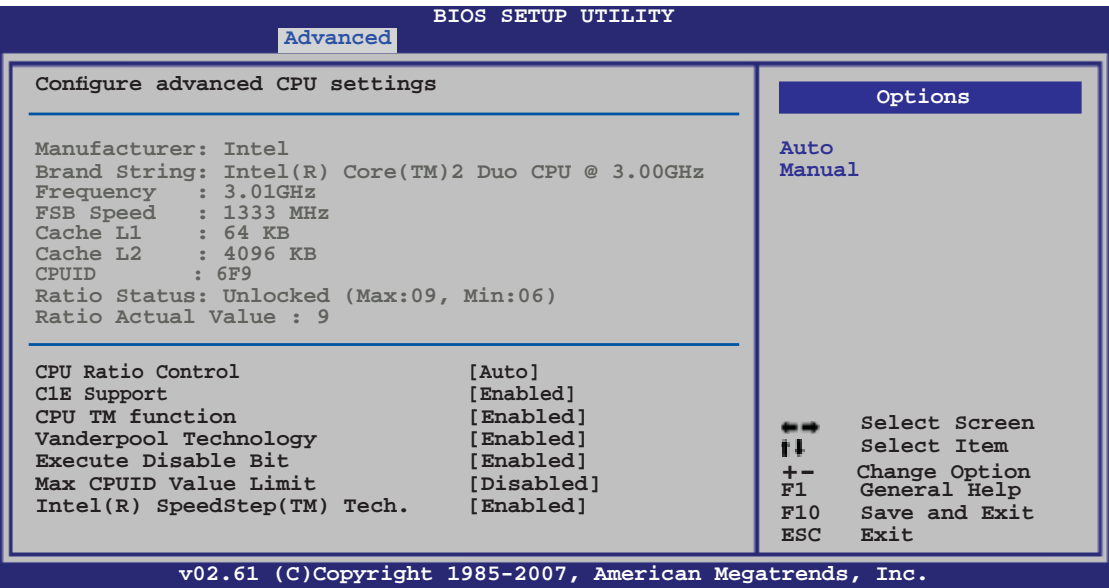 BIOS SETUP UTILITY
Advanced
Configure advanced CPU settings
Manufacturer: Intel
Brand String: Intel(R) Core(TM)2 Duo CPU @ 3.00GHz
Frequency : 3.01GHz
FSB Speed : 1333 MHz
Cache L1 : 64 KB
Cache L2 : 4096 KB
CPUID : 6F9
Ratio Status: Unlocked (Max:09, Min:06)
Ratio Actual Value : 9
CPU Ratio Control [Auto]
C1E Support [Enabled]
CPU TM function [Enabled]
Vanderpool Technology [Enabled]
Execute Disable Bit [Enabled]
Max CPUID Value Limit [Disabled]
Intel(R) SpeedStep(TM) Tech. [Enabled]
Options
Auto
Manual
←→ Select Screen
↑↓ Select Item
+- Change Option
F1 General Help
F10 Save and Exit
ESC Exit
v02.61 (C)Copyright 1985-2007, American Megatrends, Inc.